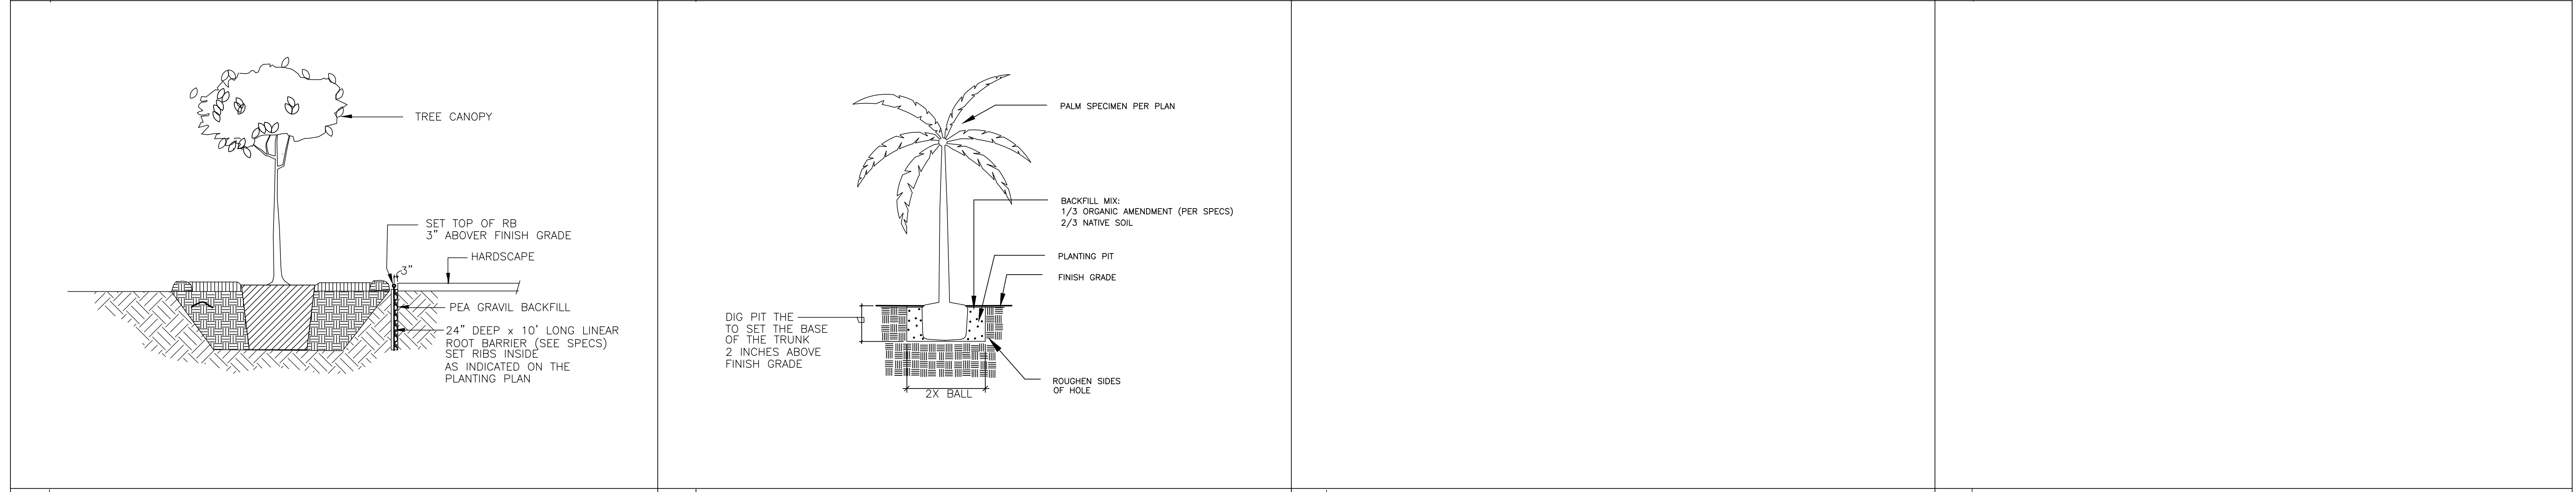 TREE CANOPY
SET TOP OF RB
3" ABOVER FINISH GRADE
HARDSCAPE
3"
PEA GRAVIL BACKFILL
24" DEEP x 10' LONG LINEAR
ROOT BARRIER (SEE SPECS)
SET RIBS INSIDE
AS INDICATED ON THE
PLANTING PLAN
PALM SPECIMEN PER PLAN
BACKFILL MIX:
1/3 ORGANIC AMENDMENT (PER SPECS)
2/3 NATIVE SOIL
PLANTING PIT
FINISH GRADE
DIG PIT THE
TO SET THE BASE
OF THE TRUNK
2 INCHES ABOVE
FINISH GRADE
ROUGHEN SIDES
OF HOLE
2X BALL